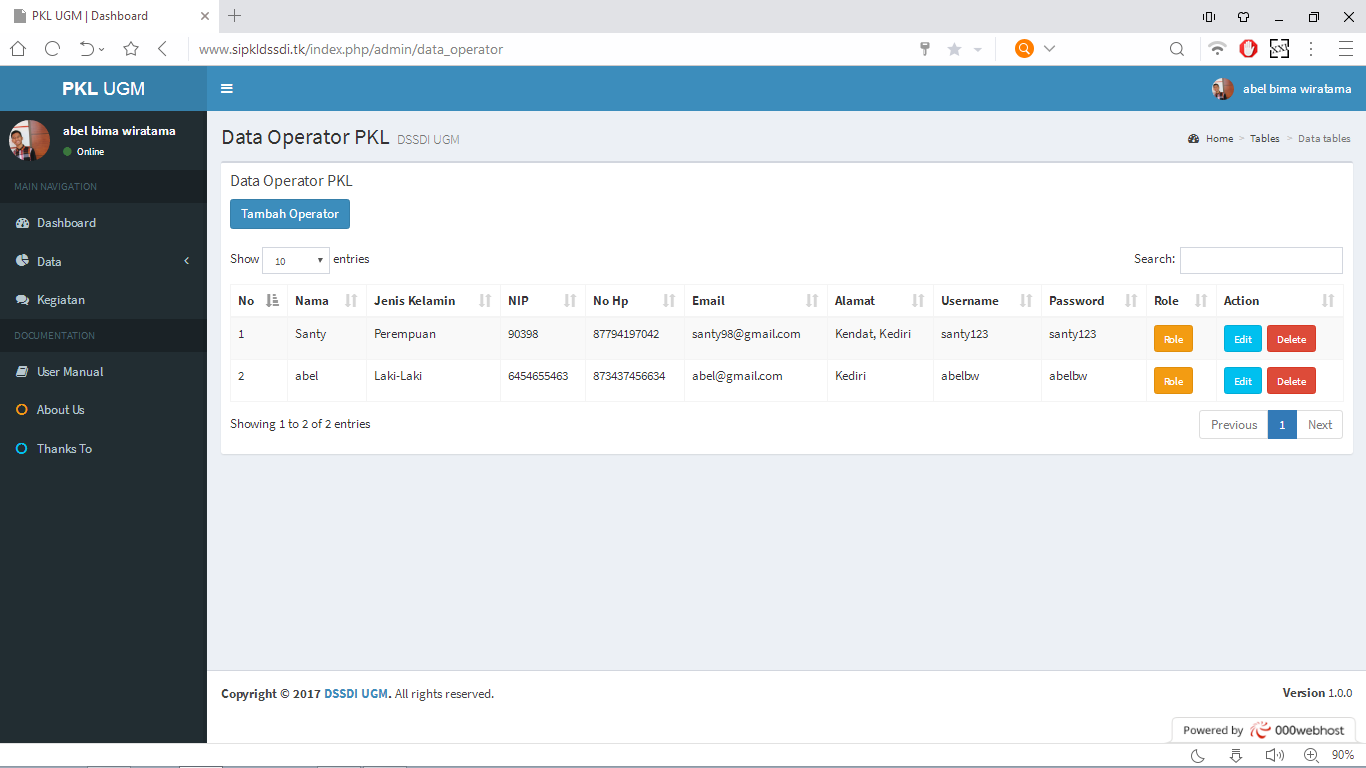 PKL UGM | Dashboard
www.sipkldssdi.tk/index.php/admin/data_operator
PKL UGM
abel bima wiratama
abel bima wiratama
Online
MAIN NAVIGATION
Dashboard
Data
Kegiatan
DOCUMENTATION
User Manual
About Us
Thanks To
Data Operator PKL DSSDI UGM
Home > Tables > Data tables
Data Operator PKL
Tambah Operator
Show 10 entries
Search:
No Nama Jenis Kelamin NIP No Hp Email Alamat Username Password Role Action
1 Santy Perempuan 90398 87794197042 santy98@gmail.com Kendat, Kediri santy123 santy123 Role Edit Delete
2 abel Laki-Laki 6454655463 873437456634 abel@gmail.com Kediri abelbw abelbw Role Edit Delete
Showing 1 to 2 of 2 entries
Previous 1 Next
Copyright © 2017 DSSDI UGM. All rights reserved.
Version 1.0.0
Powered by 000webhost
90%